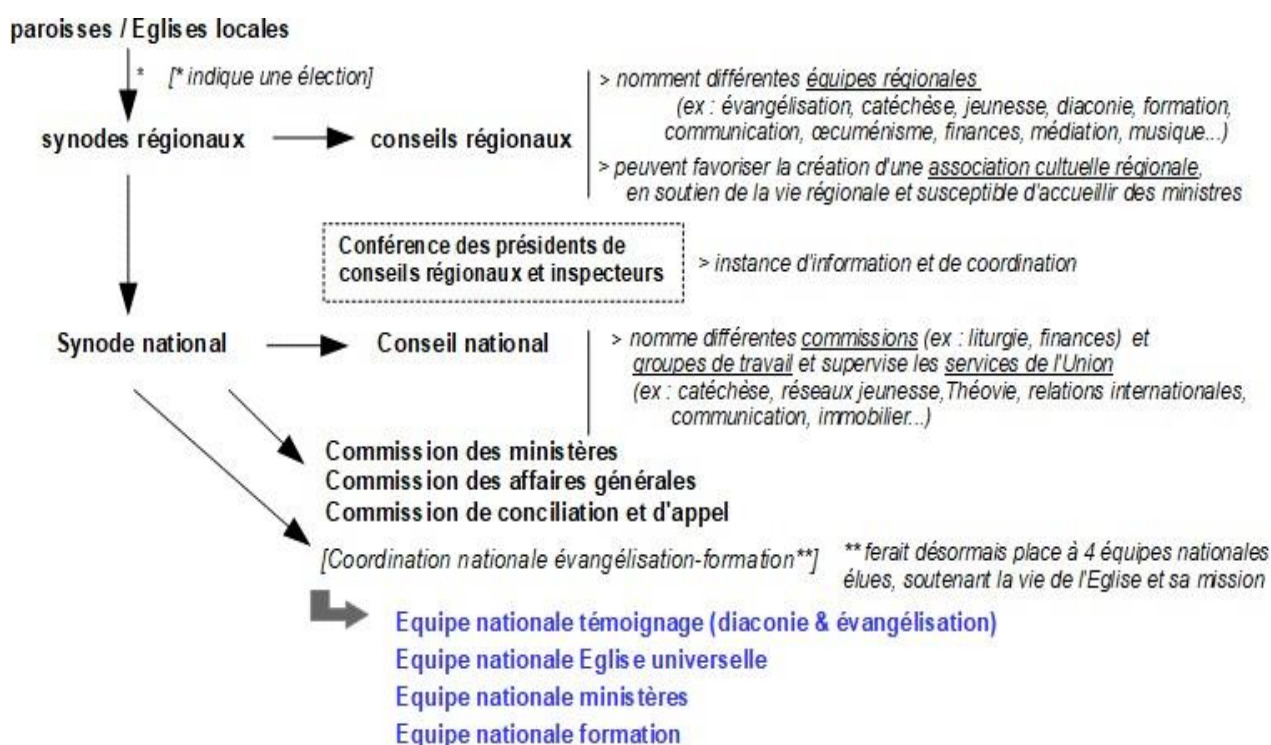 paroisses / Eglises locales
* [* indique une élection]
synodes régionaux
conseils régionaux
> nomment différentes équipes régionales
(ex : évangélisation, catéchèse, jeunesse, diaconie, formation,
communication, œcuménisme, finances, médiation, musique...)
> peuvent favoriser la création d'une association cultuelle régionale,
en soutien de la vie régionale et susceptible d'accueillir des ministres
Conférence des présidents de
conseils régionaux et inspecteurs
> instance d'information et de coordination
Synode national
Conseil national
> nomme différentes commissions (ex : liturgie, finances) et
groupes de travail et supervise les services de l'Union
(ex : catéchèse, réseaux jeunesse,Théovie, relations internationales,
communication, immobilier...)
Commission des ministères
Commission des affaires générales
Commission de conciliation et d'appel
[Coordination nationale évangélisation-formation**]
** ferait désormais place à 4 équipes nationales
élues, soutenant la vie de l'Eglise et sa mission
Equipe nationale témoignage (diaconie & évangélisation)
Equipe nationale Eglise universelle
Equipe nationale ministères
Equipe nationale formation